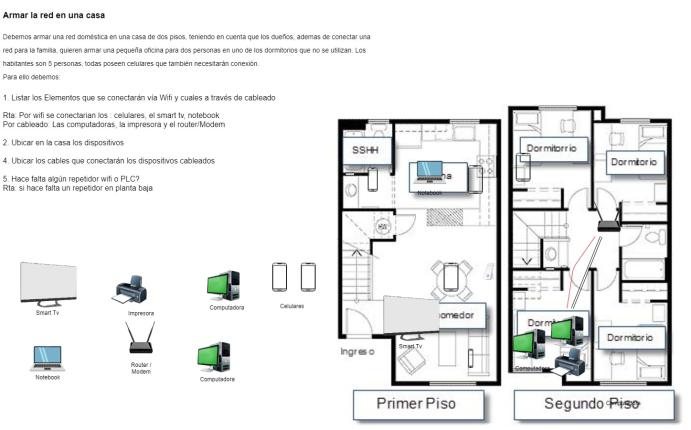 Armar la red en una casa
Debemos armar una red doméstica en una casa de dos pisos, teniendo en cuenta que los dueños, ademas de conectar una
red para la familia, quieren armar una pequeña oficina para dos personas en uno de los dormitorios que no se utilizan. Los
habitantes son 5 personas, todas poseen celulares que también necesitarán conexión.
Para ello debemos:
1. Listar los Elementos que se conectarán vía Wifi y cuales a través de cableado
Rta: Por wifi se conectarian los : celulares, el smart tv, notebook
Por cableado: Las computadoras, la impresora y el router/Modem
2. Ubicar en la casa los dispositivos
4. Ubicar los cables que conectarán los dispositivos cableados
5. Hace falta algún repetidor wifi o PLC?
Rta: si hace falta un repetidor en planta baja
Smart Tv
Impresora
Computadora
Celulares
Notebook
Router /
Modem
Computadora
SSHH
na
Notebook
HW
omedor
Smart Tv
Ingreso
Primer Piso
Dormitorrio
Dormitorio
Dorm
Computadora
Dormitorio
Segundo Piso